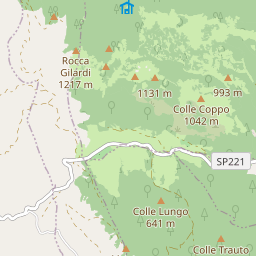 Rocca
Gilardi
1217 m
1131 m
993 m
Colle Coppo
1042 m
SP221
Colle Lungo
641 m
Colle Trauto